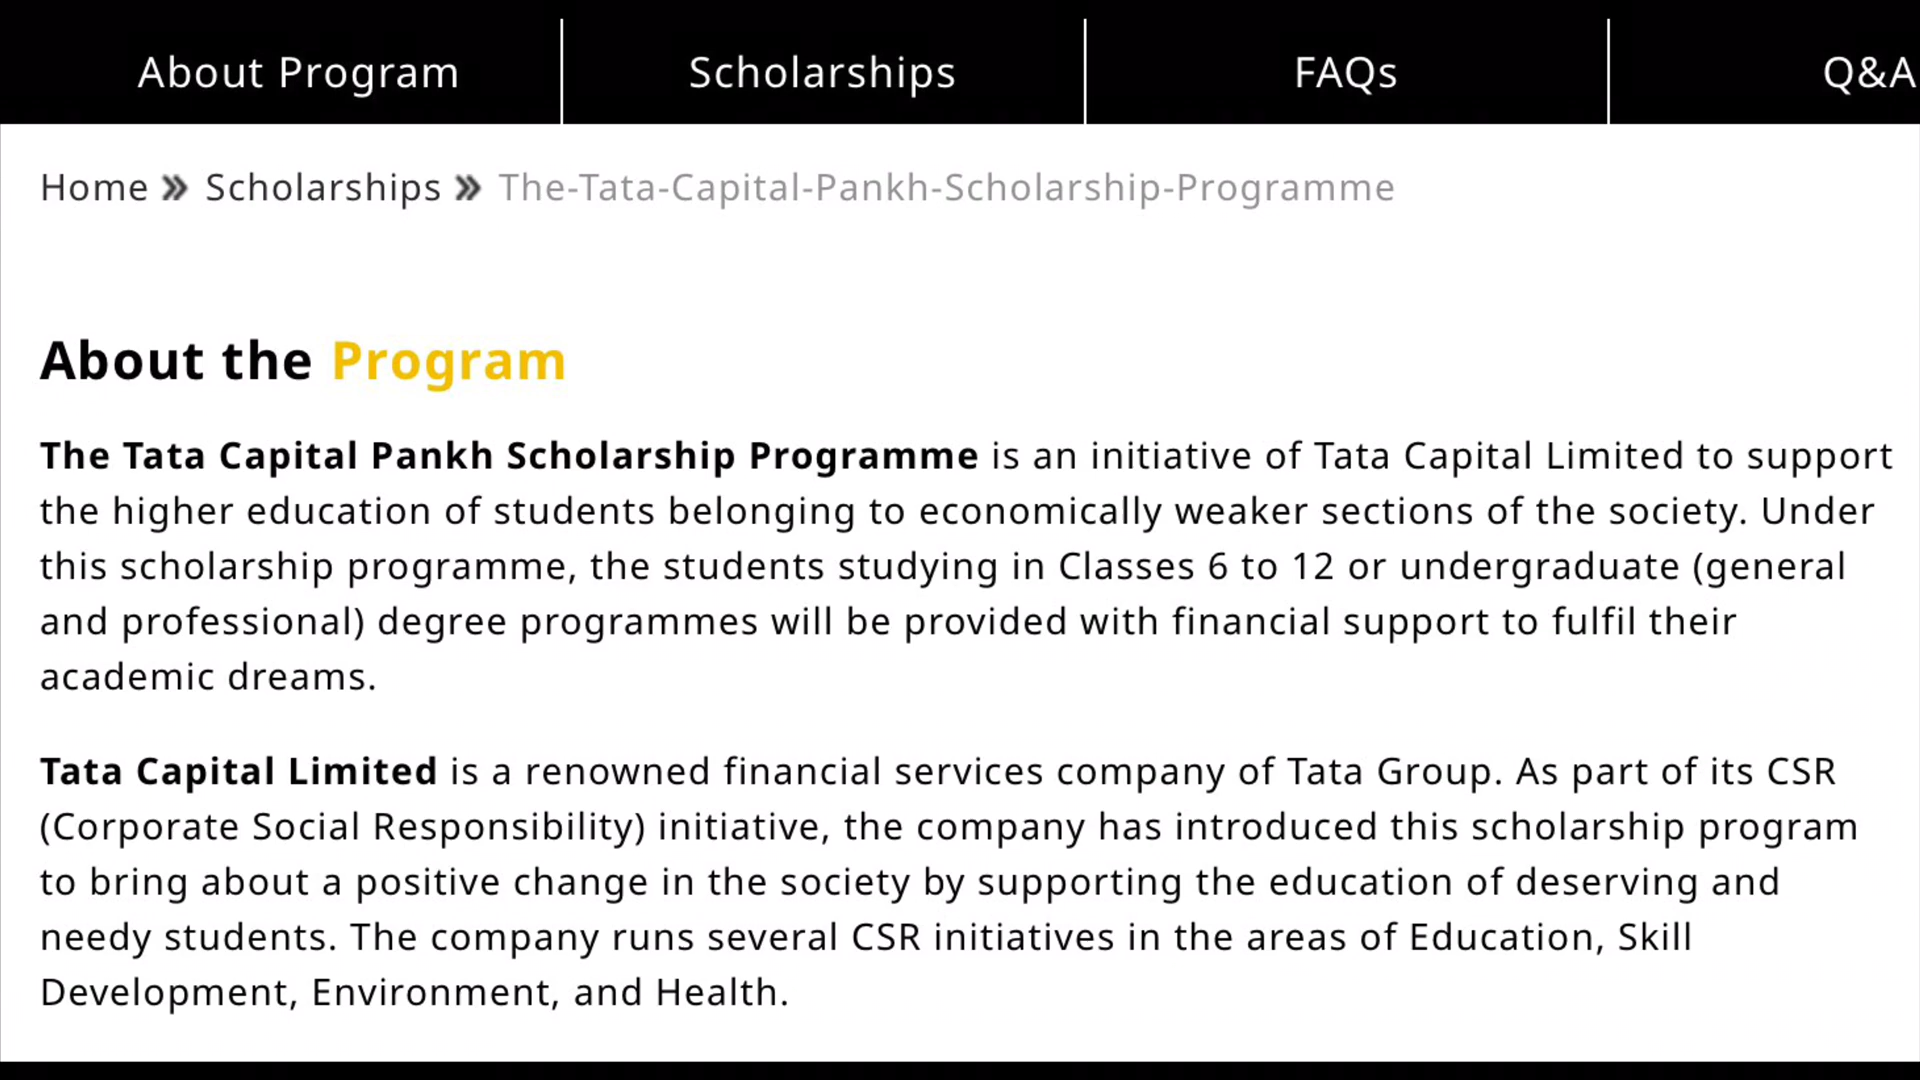 About Program
Scholarships
FAQs
Q&A
Home » Scholarships » The-Tata-Capital-Pankh-Scholarship-Programme
About the Program
The Tata Capital Pankh Scholarship Programme is an initiative of Tata Capital Limited to support
the higher education of students belonging to economically weaker sections of the society. Under
this scholarship programme, the students studying in Classes 6 to 12 or undergraduate (general
and professional) degree programmes will be provided with financial support to fulfil their
academic dreams.
Tata Capital Limited is a renowned financial services company of Tata Group. As part of its CSR
(Corporate Social Responsibility) initiative, the company has introduced this scholarship program
to bring about a positive change in the society by supporting the education of deserving and
needy students. The company runs several CSR initiatives in the areas of Education, Skill
Development, Environment, and Health.